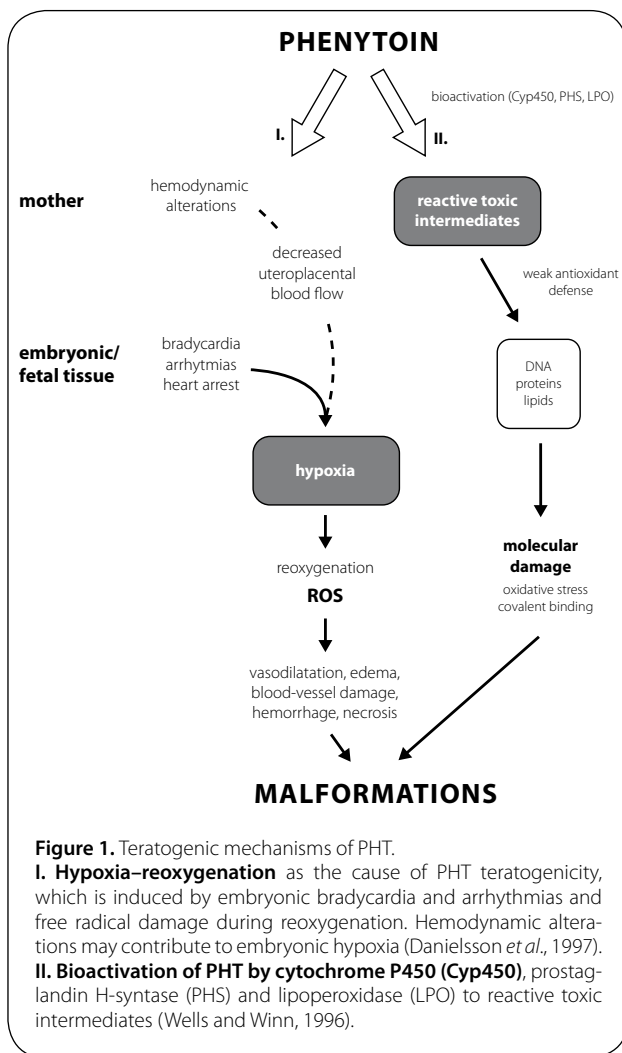 PHENYTOIN
bioactivation (Cyp450, PHS, LPO)
I.
II.
mother
hemodynamic
alterations
reactive toxic
intermediates
decreased
uteroplacental
blood flow
weak antioxidant
defense
embryonic/
fetal tissue
bradycardia
arrhytmias
heart arrest
DNA
proteins
lipids
hypoxia
reoxygenation
ROS
molecular
damage
oxidative stress
covalent binding
vasodilatation, edema,
blood-vessel damage,
hemorrhage, necrosis
MALFORMATIONS
Figure 1. Teratogenic mechanisms of PHT.
I. Hypoxia–reoxygenation as the cause of PHT teratogenicity,
which is induced by embryonic bradycardia and arrhythmias and
free radical damage during reoxygenation. Hemodynamic altera-
tions may contribute to embryonic hypoxia (Danielsson et al., 1997).
II. Bioactivation of PHT by cytochrome P450 (Cyp450), prostag-
landin H-syntase (PHS) and lipoperoxidase (LPO) to reactive toxic
intermediates (Wells and Winn, 1996).